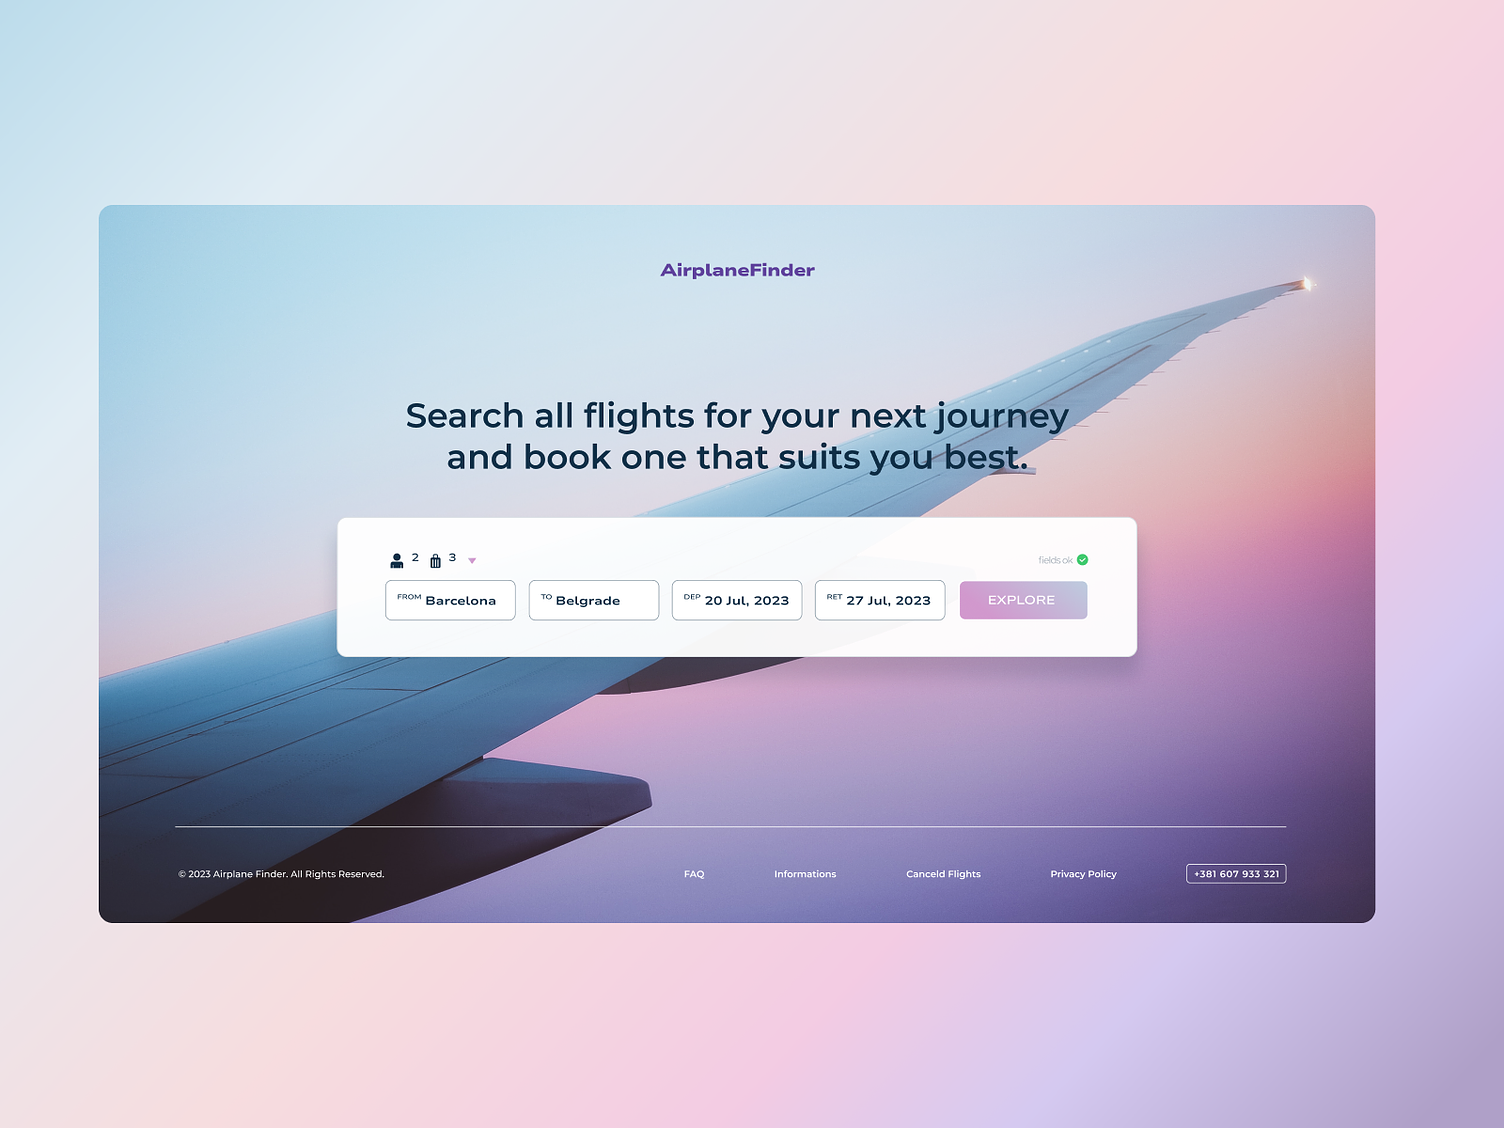 AirplaneFinder
Search all flights for your next journey
and book one that suits you best.
2 3
fields ok
FROM Barcelona
TO Belgrade
DEP 20 Jul, 2023
RET 27 Jul, 2023
EXPLORE
© 2023 Airplane Finder. All Rights Reserved.
FAQ
Informations
Canceld Flights
Privacy Policy
+381 607 933 321